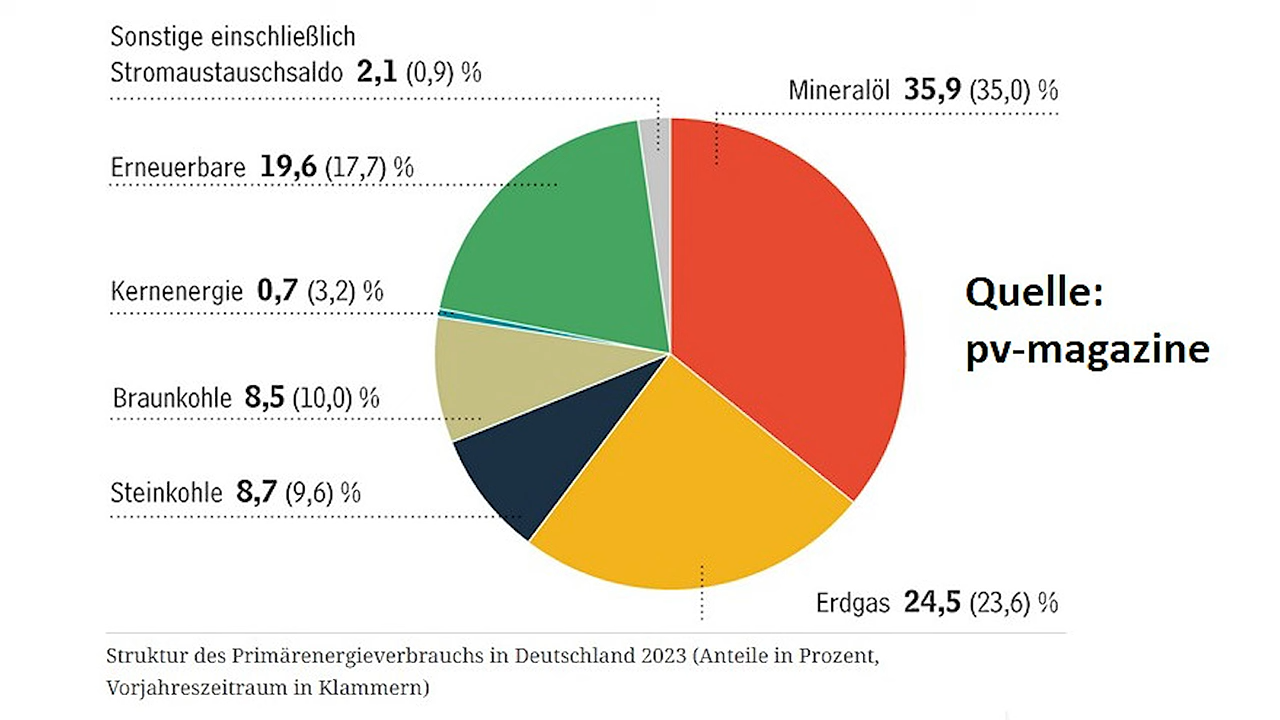 Sonstige einschließlich
Stromaustauschsaldo 2,1 (0,9) %
Mineralöl 35,9 (35,0) %
Erneuerbare 19,6 (17,7) %
Kernenergie 0,7 (3,2) %
Quelle:
pv-magazine
Braunkohle 8,5 (10,0) %
Steinkohle 8,7 (9,6) %
Erdgas 24,5 (23,6) %
Struktur des Primärenergieverbrauchs in Deutschland 2023 (Anteile in Prozent,
Vorjahreszeitraum in Klammern)